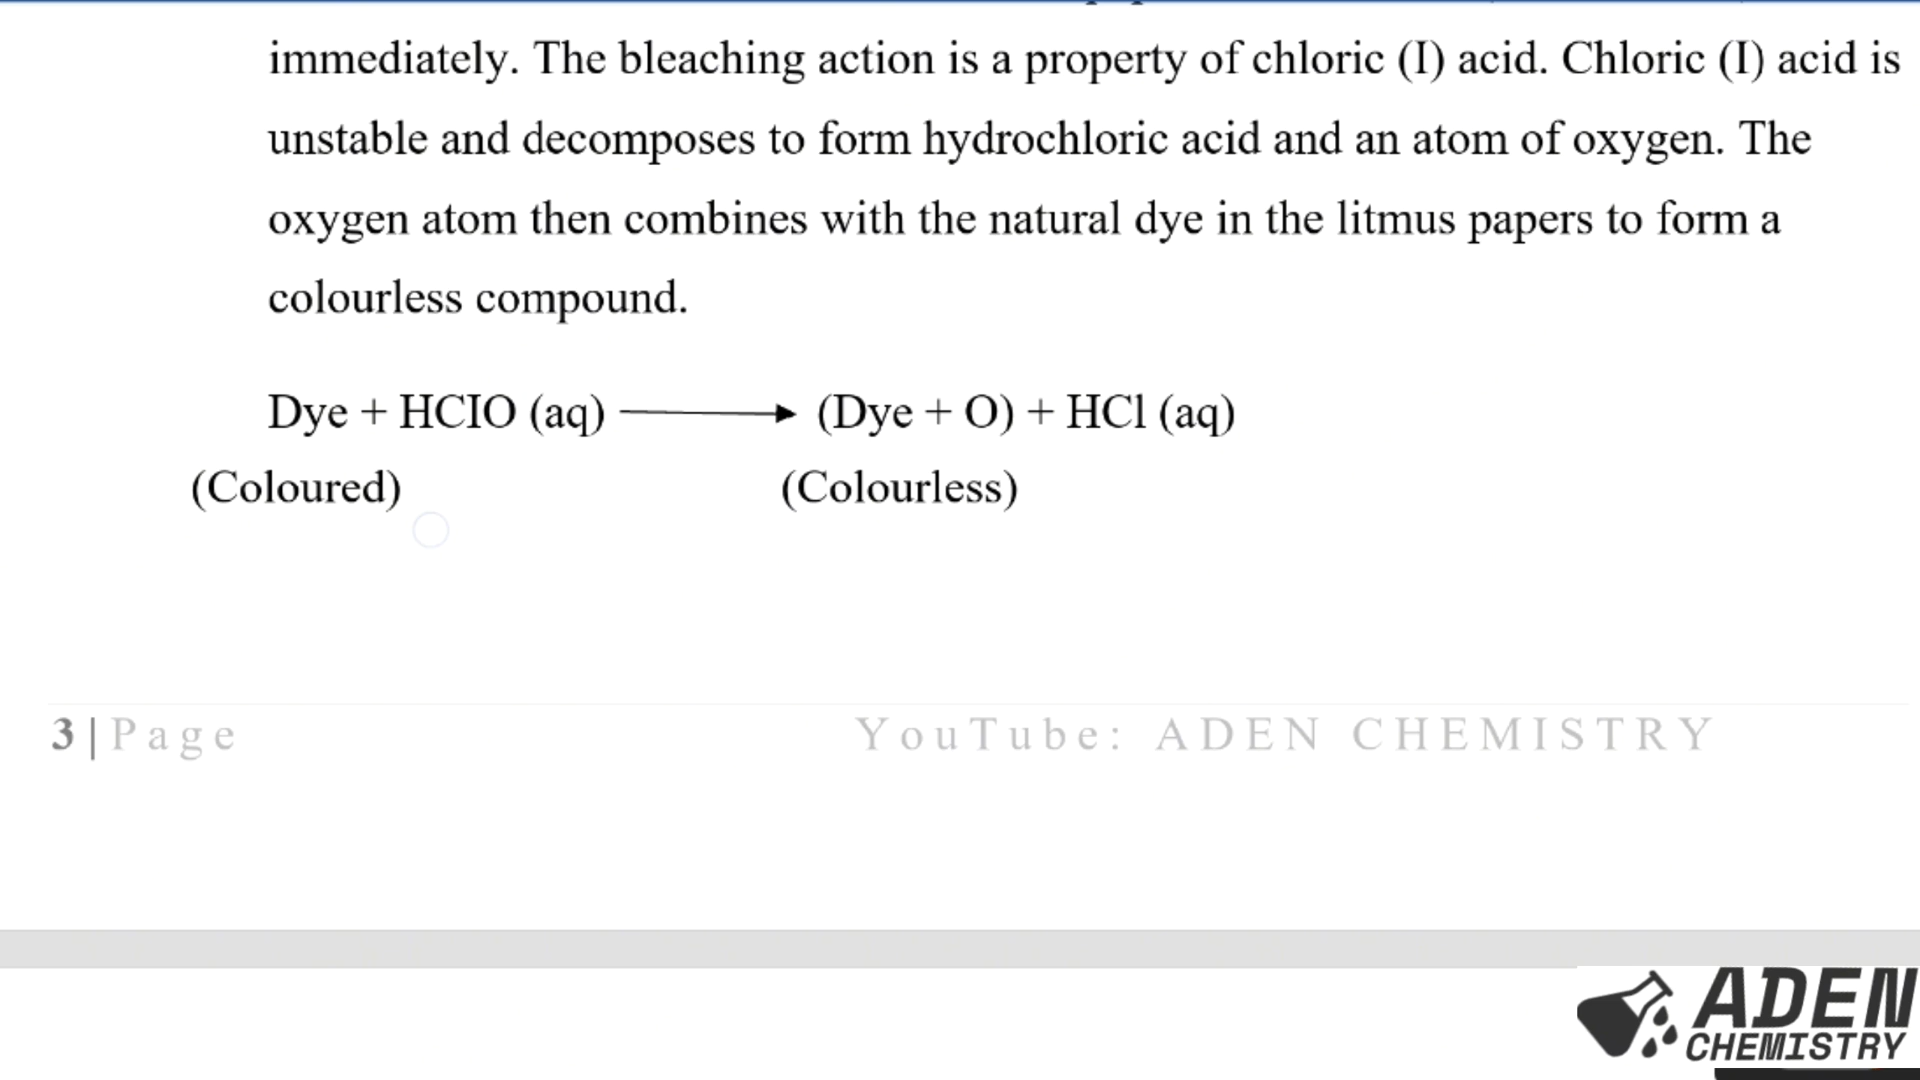 immediately. The bleaching action is a property of chloric (I) acid. Chloric (I) acid is
unstable and decomposes to form hydrochloric acid and an atom of oxygen. The
oxygen atom then combines with the natural dye in the litmus papers to form a
colourless compound.
Dye + HCIO (aq) → (Dye + O) + HCl (aq)
(Coloured) (Colourless)
3 | Page YouTube: ADEN CHEMISTRY
ADEN
CHEMISTRY